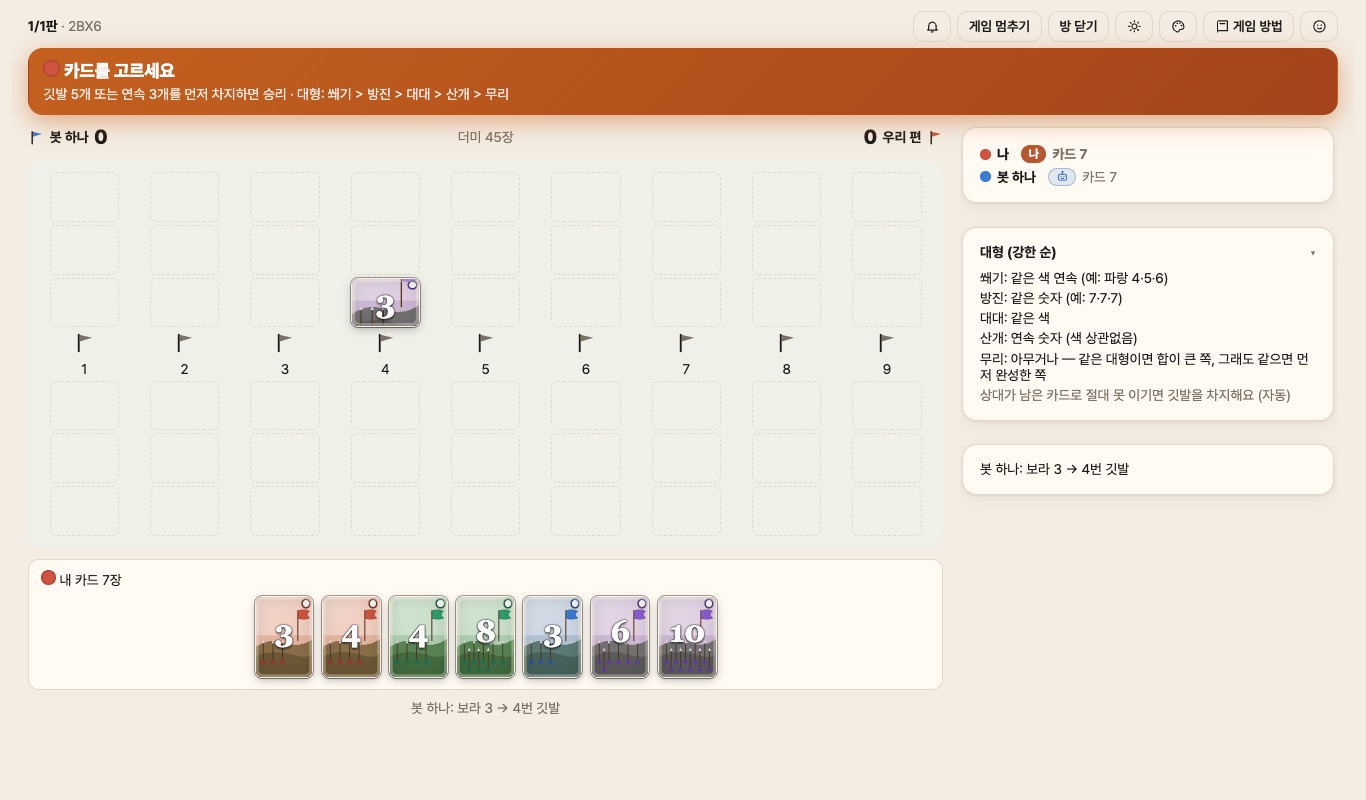 1/1판 · 2BX6
게임 멈추기
방 닫기
게임 방법
카드를 고르세요
깃발 5개 또는 연속 3개를 먼저 차지하면 승리 · 대형: 쐐기 > 방진 > 대대 > 산개 > 무리
봇 하나 0
더미 45장
0 우리 편
3
1 2 3 4 5 6 7 8 9
내 카드 7장
3 4 4 8 3 6 10
봇 하나: 보라 3 → 4번 깃발
나 나 카드 7
봇 하나 카드 7
대형 (강한 순)
쐐기: 같은 색 연속 (예: 파랑 4·5·6)
방진: 같은 숫자 (예: 7·7·7)
대대: 같은 색
산개: 연속 숫자 (색 상관없음)
무리: 아무거나 — 같은 대형이면 합이 큰 쪽, 그래도 같으면 먼
저 완성한 쪽
상대가 남은 카드로 절대 못 이기면 깃발을 차지해요 (자동)
봇 하나: 보라 3 → 4번 깃발